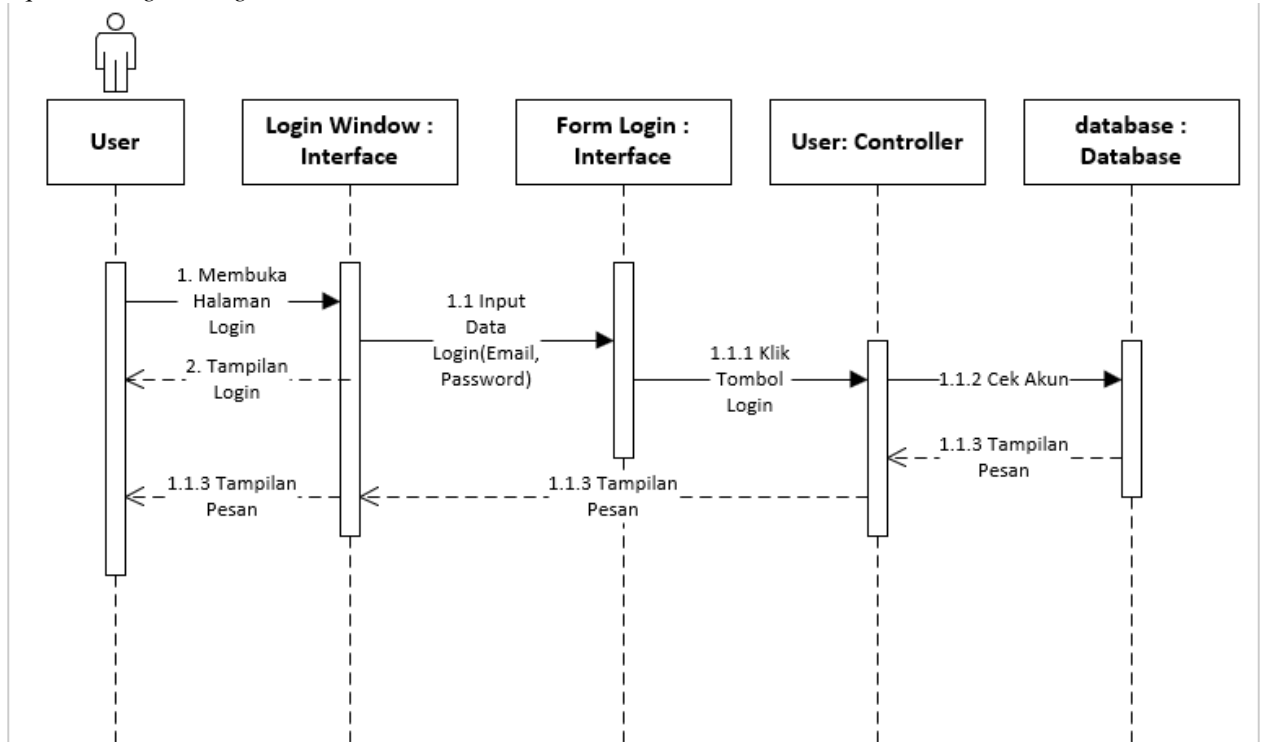 User
Login Window :
Interface
Form Login :
Interface
User: Controller
database :
Database
1. Membuka
Halaman
Login
1.1 Input
Data
Login(Email,
Password)
2. Tampilan
Login
1.1.1 Klik
Tombol
Login
1.1.2 Cek Akun
1.1.3 Tampilan
Pesan
1.1.3 Tampilan
Pesan
1.1.3 Tampilan
Pesan